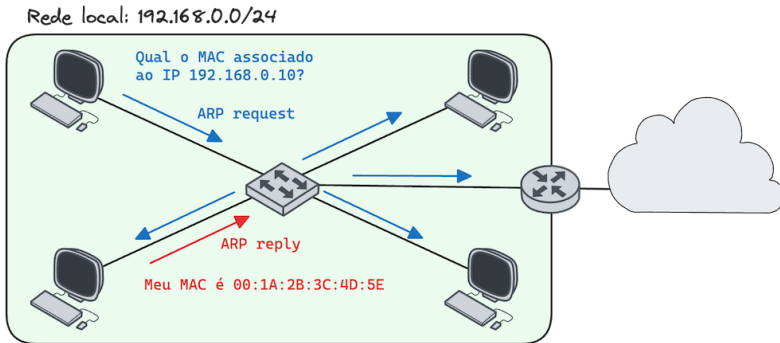 Rede local: 192.168.0.0/24
Qual o MAC associado
ao IP 192.168.0.10?
ARP request
ARP reply
Meu MAC é 00:1A:2B:3C:4D:5E